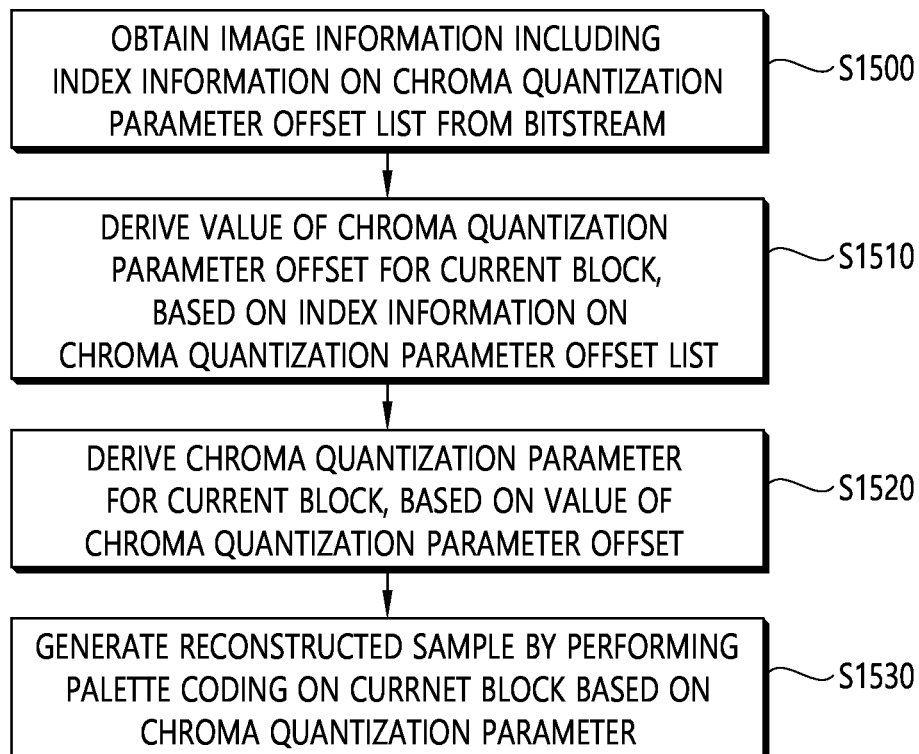 OBTAIN IMAGE INFORMATION INCLUDING
INDEX INFORMATION ON CHROMA QUANTIZATION
PARAMETER OFFSET LIST FROM BITSTREAM
S1500
DERIVE VALUE OF CHROMA QUANTIZATION
PARAMETER OFFSET FOR CURRENT BLOCK,
BASED ON INDEX INFORMATION ON
CHROMA QUANTIZATION PARAMETER OFFSET LIST
S1510
DERIVE CHROMA QUANTIZATION PARAMETER
FOR CURRENT BLOCK, BASED ON VALUE OF
CHROMA QUANTIZATION PARAMETER OFFSET
S1520
GENERATE RECONSTRUCTED SAMPLE BY PERFORMING
PALETTE CODING ON CURRNET BLOCK BASED ON
CHROMA QUANTIZATION PARAMETER
S1530